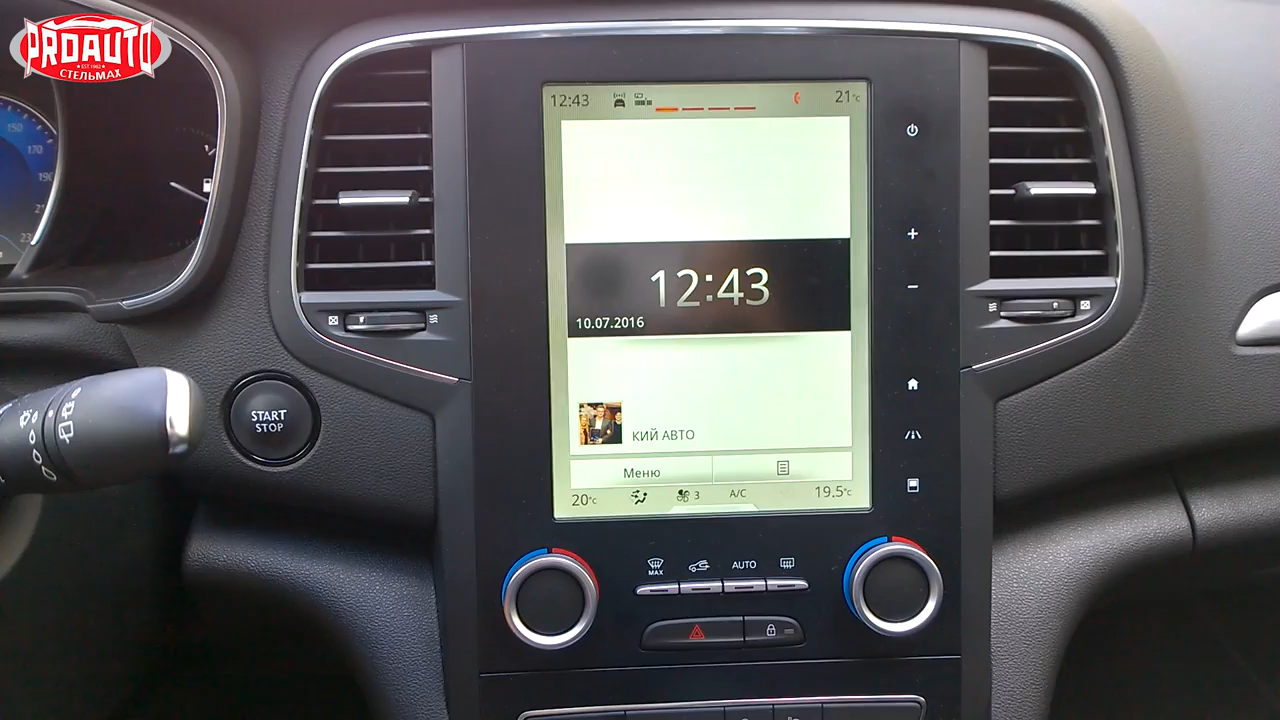 PROAUTO
EST. 1962
СТЕЛЬМАХ
150
170
190
12:43
21°C
12:43
10.07.2016
КИЙ АВТО
Меню
20°C
3
A/C
19.5°C
START
STOP
MAX
AUTO